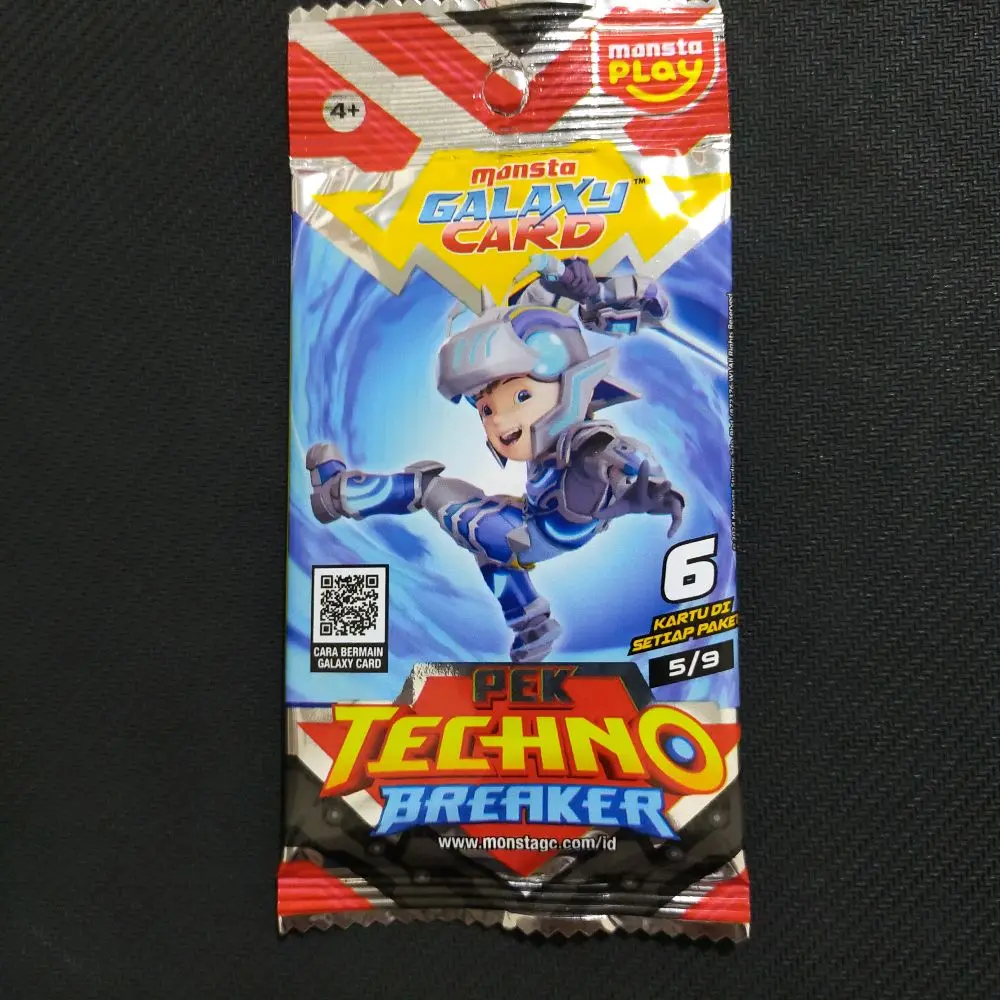 monsta
PLAY
4+
monsta
GALAXY™
CARD
6
KARTU DI
SETIAP PAKET
5/9
CARA BERMAIN
GALAXY CARD
PEK
TECHNO
BREAKER
www.monstagc.com/id